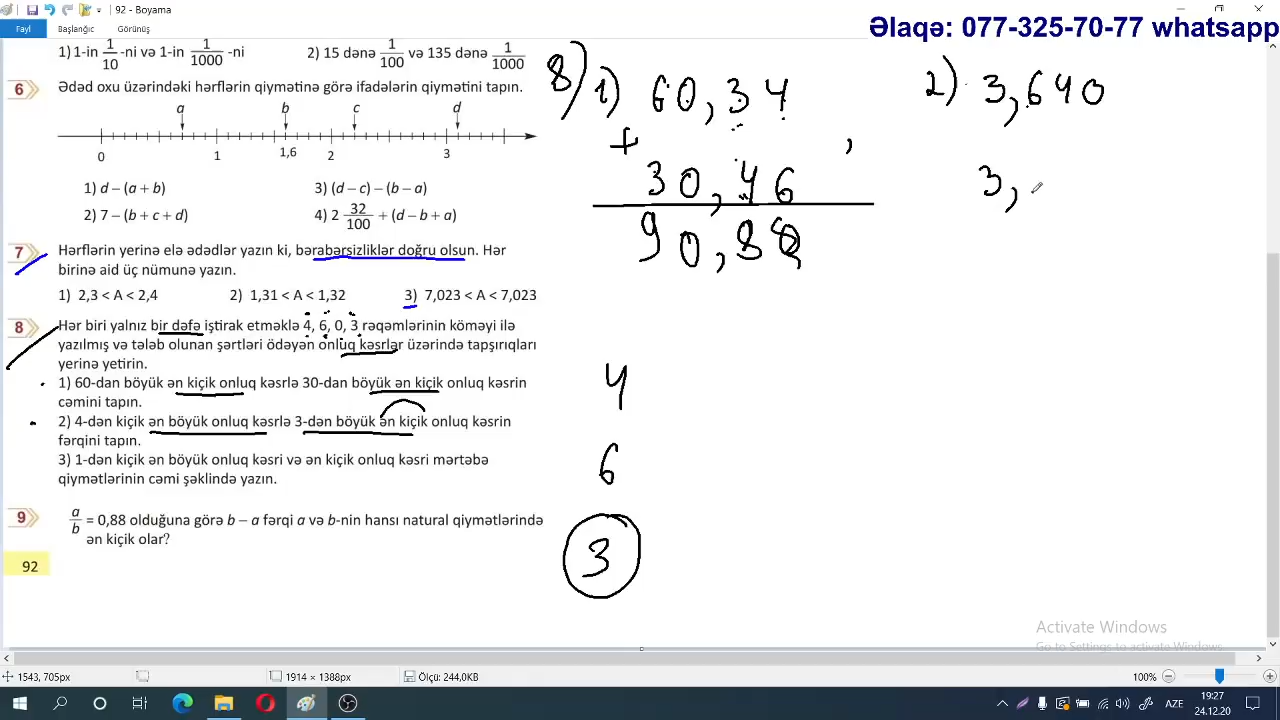 92 - Boyama
Əlaqə: 077-325-70-77 whatsapp
Fayl Başlanğıc Görünüş
1) 1-in 1/10 -ni və 1-in 1/1000 -ni 2) 15 dənə 1/100 və 135 dənə 1/1000
6 Ədəd oxu üzərindəki hərflərin qiymətinə görə ifadələrin qiymətini tapın.
a b c d
0 1 1,6 2 3
1) d – (a + b) 3) (d – c) – (b – a)
2) 7 – (b + c + d) 4) 2 32/100 + (d – b + a)
7 Hərflərin yerinə elə ədədlər yazın ki, bərabərsizliklər doğru olsun. Hər
birinə aid üç nümunə yazın.
1) 2,3 < A < 2,4 2) 1,31 < A < 1,32 3) 7,023 < A < 7,023
8 Hər biri yalnız bir dəfə iştirak etməklə 4, 6, 0, 3 rəqəmlərinin köməyi ilə
yazılmış və tələb olunan şərtləri ödəyən onluq kəsrlər üzərində tapşırıqları
yerinə yetirin.
1) 60-dan böyük ən kiçik onluq kəsrlə 30-dan böyük ən kiçik onluq kəsrin
cəmini tapın.
2) 4-dən kiçik ən böyük onluq kəsrlə 3-dən böyük ən kiçik onluq kəsrin
fərqini tapın.
3) 1-dən kiçik ən böyük onluq kəsri və ən kiçik onluq kəsri mərtəbə
qiymətlərinin cəmi şəklində yazın.
9 a/b = 0,88 olduğuna görə b – a fərqi a və b-nin hansı natural qiymətlərində
ən kiçik olar?
92
8) 1) 60,34
+ ,
30,46
90,8
4
6
3
2) 3,640
3,
Activate Windows
Go to Settings to activate Windows.
1543, 705px 1914 × 1388px Ölçü: 244,0KB 100%
AZE 19:27
24.12.20